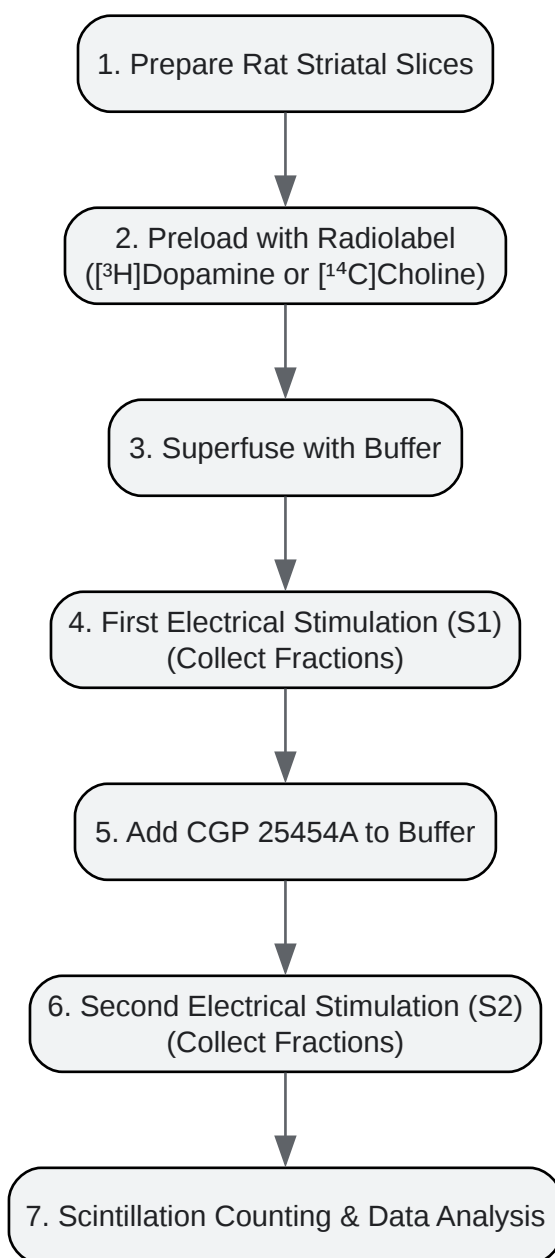 1. Prepare Rat Striatal Slices
2. Preload with Radiolabel
([³H]Dopamine or [¹⁴C]Choline)
3. Superfuse with Buffer
4. First Electrical Stimulation (S1)
(Collect Fractions)
5. Add CGP 25454A to Buffer
6. Second Electrical Stimulation (S2)
(Collect Fractions)
7. Scintillation Counting & Data Analysis